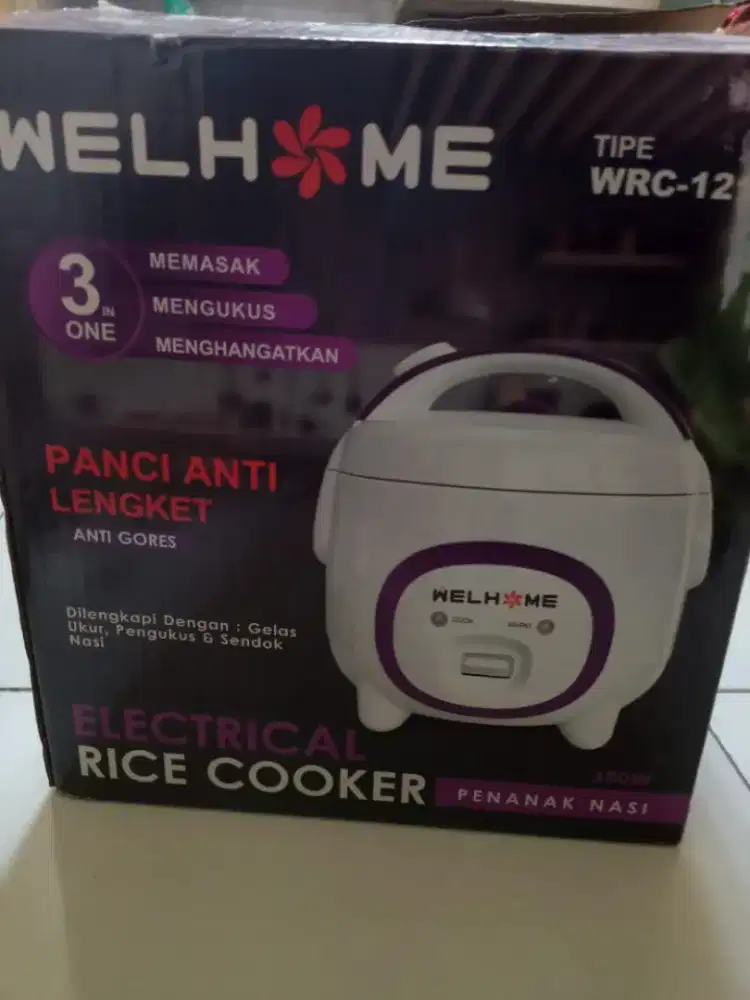 WELHOME
TIPE
WRC-12
3 IN ONE
MEMASAK
MENGUKUS
MENGHANGATKAN
PANCI ANTI
LENGKET
ANTI GORES
Dilengkapi Dengan : Gelas
Ukur, Pengukus & Sendok
Nasi
WELHOME
COOK
ELECTRICAL
RICE COOKER
PENANAK NASI